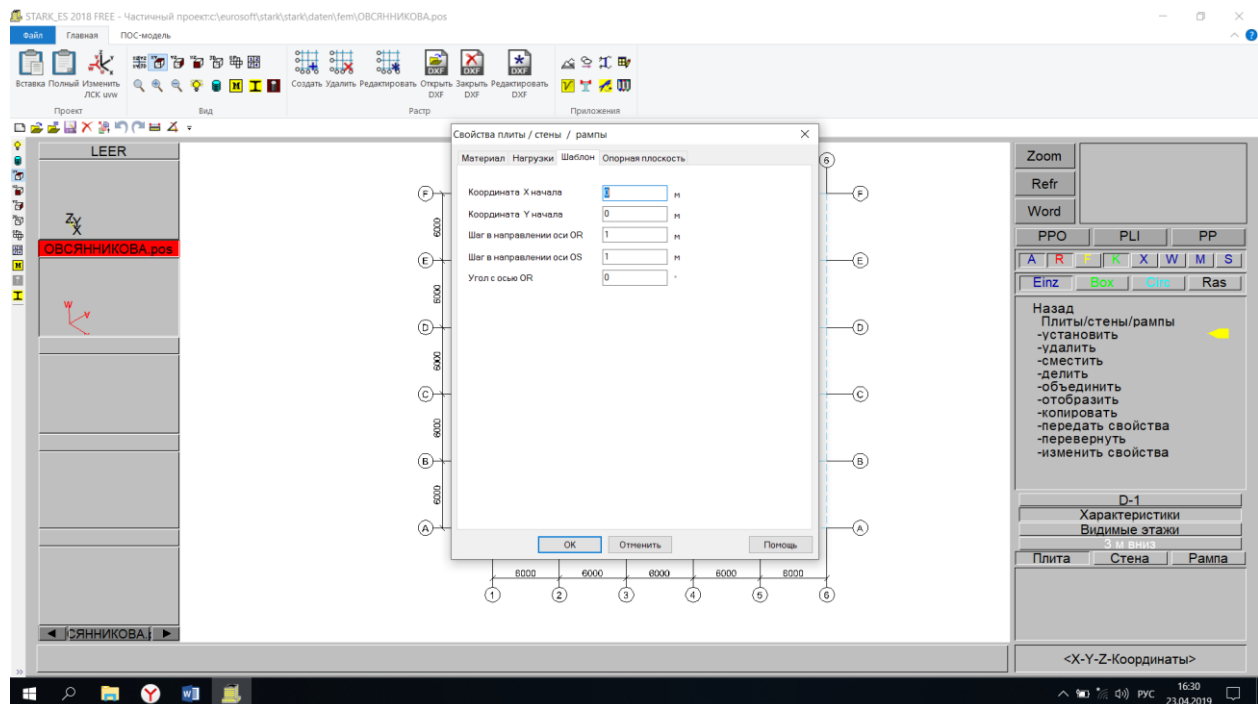 STARK_ES 2018 FREE - Частичный проект:c:\eurosoft\stark\stark\daten\fem\ОВСЯННИКОВА.pos
Файл Главная ПОС-модель
Вставка Полный Изменить ЛСК uvw
Создать Удалить Редактировать Открыть DXF Закрыть DXF Редактировать DXF
Проект Вид Растр Приложения
LEER
ZY
X
ОВСЯННИКОВА.pos
W
V
СЯННИКОВА.
Свойства плиты / стены / рампы
Материал Нагрузки Шаблон Опорная плоскость
Координата X начала 0 м
Координата Y начала 0 м
Шаг в направлении оси OR 1 м
Шаг в направлении оси OS 1 м
Угол с осью OR 0 °
OK Отменить Помощь
6
F F
6000
E E
6000
D D
6000
C C
6000
Б Б
6000
A A
6000 6000 6000 6000 6000
1 2 3 4 5 6
Zoom
Refr
Word
PPO PLI PP
A R F K X W M S
Einz Box Circ Ras
Назад
Плиты/стены/рампы
-установить
-удалить
-сместить
-делить
-объединить
-отобразить
-копировать
-передать свойства
-перевернуть
-изменить свойства
D-1
Характеристики
Видимые этажи
3 м вниз
Плита Стена Рампа
<X-Y-Z-Координаты>
РУС
16:30
23.04.2019